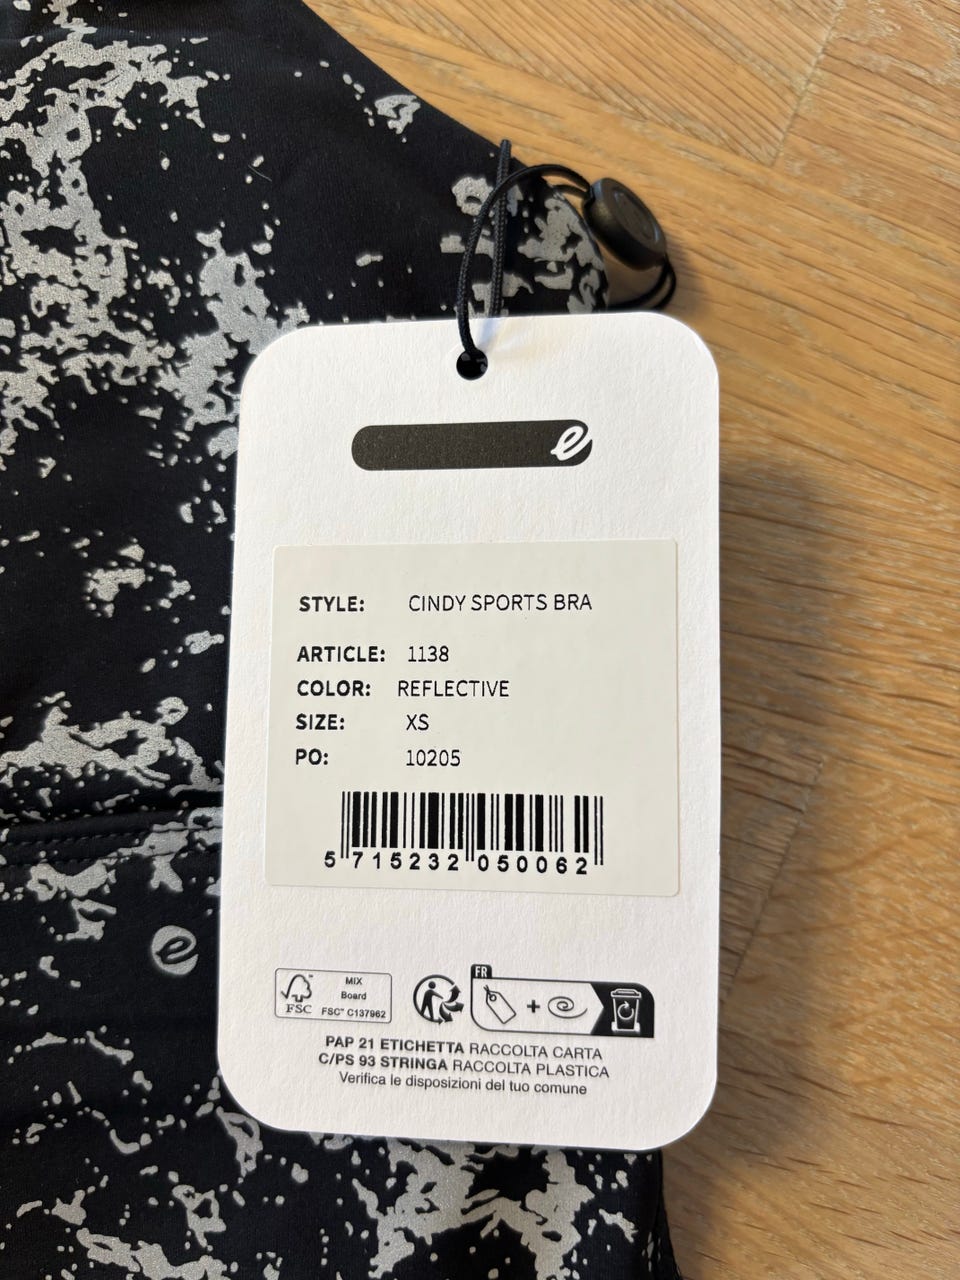 e
STYLE: CINDY SPORTS BRA
ARTICLE: 1138
COLOR: REFLECTIVE
SIZE: XS
PO: 10205
5 715232 050062
e
MIX
Board
FSC™ C137962
FSC
FR
+
PAP 21 ETICHETTA RACCOLTA CARTA
C/PS 93 STRINGA RACCOLTA PLASTICA
Verifica le disposizioni del tuo comune